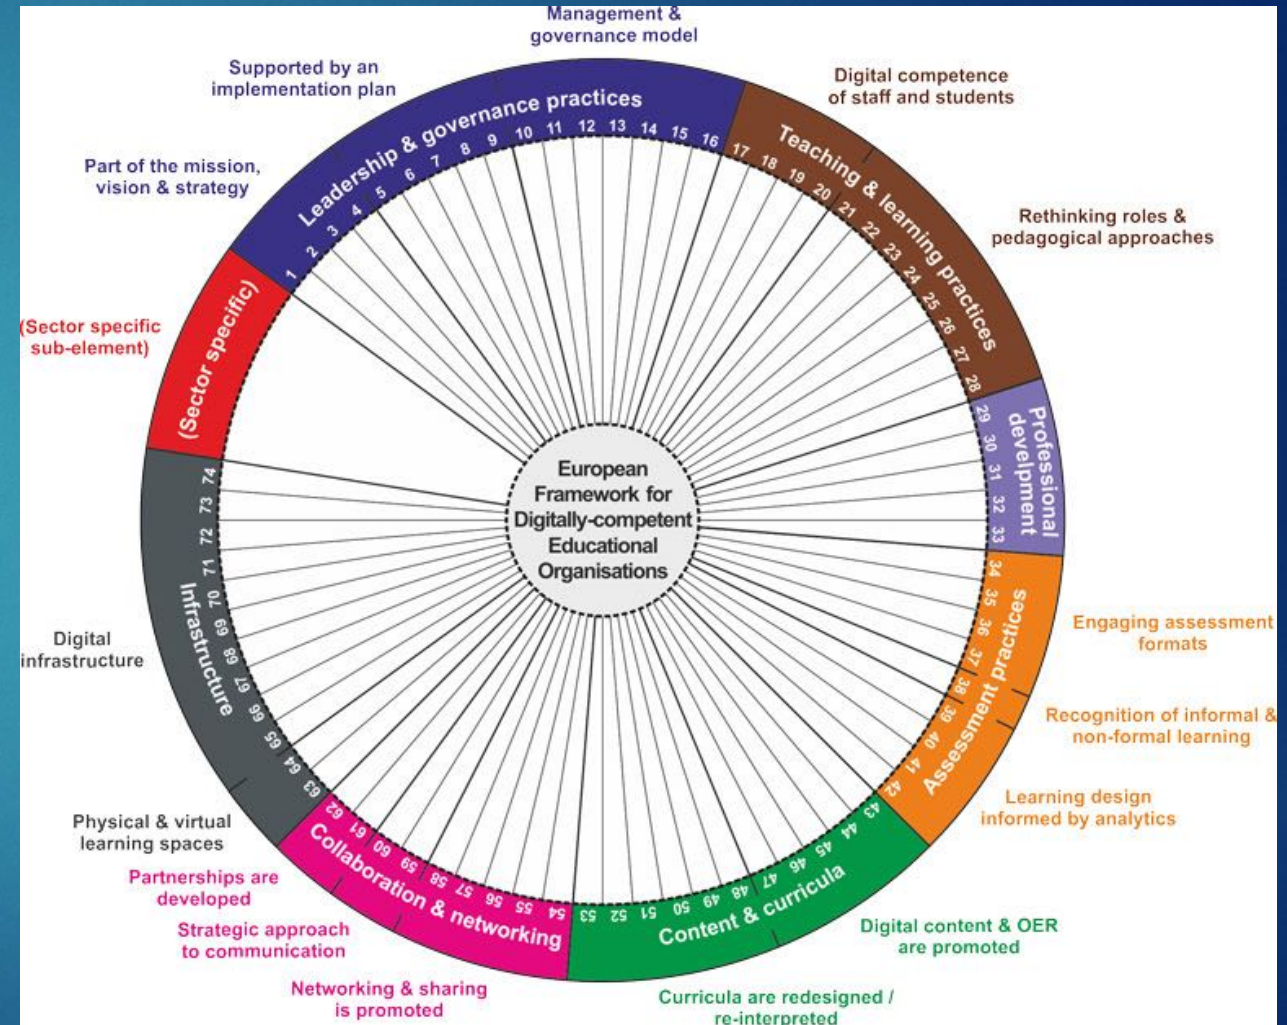 Management &
governance model
Supported by an
implementation plan
Part of the mission,
vision & strategy
(Sector specific
sub-element)
Digital competence
of staff and students
Rethinking roles &
pedagogical approaches
Leadership & governance practices
1 2 3 4 5 6 7 8 9 10 11 12 13 14 15 16
Teaching & learning practices
17 18 19 20 21 22 23 24 25 26 27 28
Professional
develpment
29 30 31 32 33
Assessment practices
34 35 36 37 38 39 40 41 42
Engaging assessment
formats
Recognition of informal &
non-formal learning
Learning design
informed by analytics
Content & curricula
43 44 45 46 47 48 49 50 51 52 53
Digital content & OER
are promoted
Curricula are redesigned /
re-interpreted
Collaboration & networking
54 55 56 57 58 59 60 61 62
Networking & sharing
is promoted
Strategic approach
to communication
Partnerships are
developed
Infrastructure
63 64 65 66 67 68 69 70 71 72 73 74
Physical & virtual
learning spaces
Digital
infrastructure
(Sector specific)
European
Framework for
Digitally-competent
Educational
Organisations